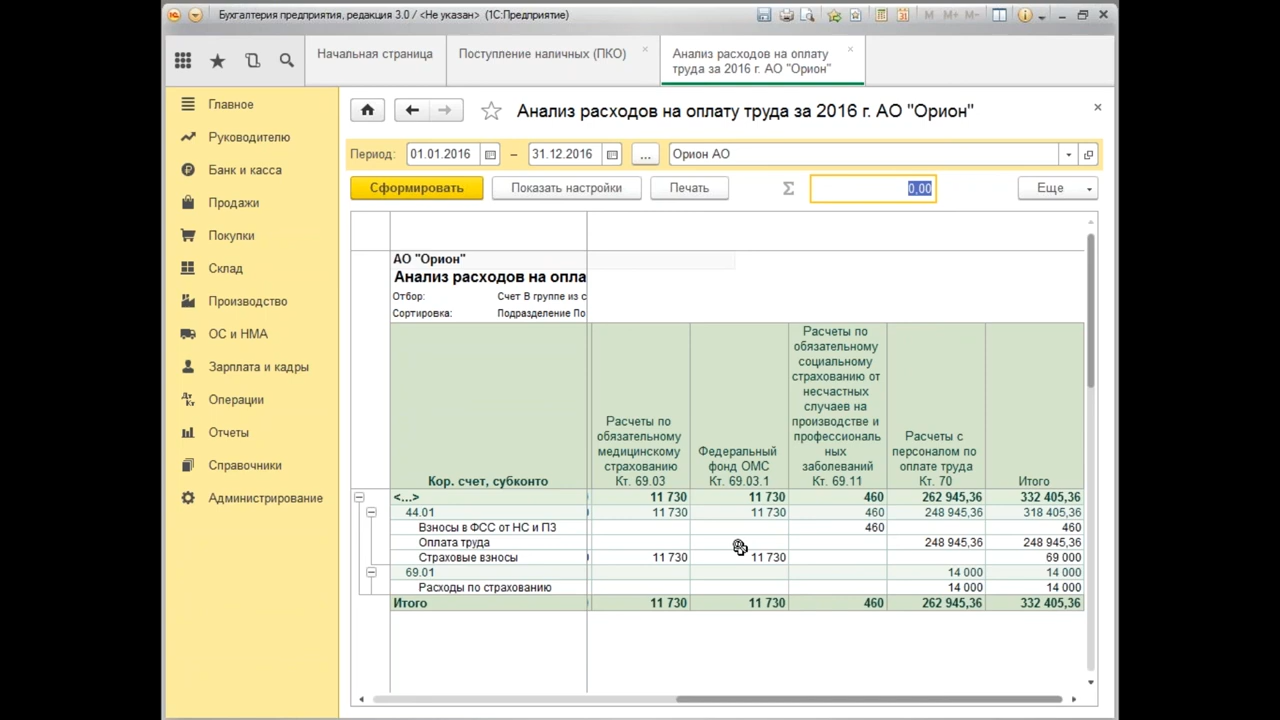 Бухгалтерия предприятия, редакция 3.0 / <Не указан> (1С:Предприятие)
M M+ M-
Начальная страница
Поступление наличных (ПКО)
Анализ расходов на оплату
труда за 2016 г. АО "Орион"
Главное
Руководителю
Банк и касса
Продажи
Покупки
Склад
Производство
ОС и НМА
Зарплата и кадры
Операции
Отчеты
Справочники
Администрирование
Анализ расходов на оплату труда за 2016 г. АО "Орион"
Период: 01.01.2016 – 31.12.2016 ... Орион АО
Сформировать Показать настройки Печать Σ 0,00 Еще
АО "Орион"
Анализ расходов на опла
Отбор: Счет В группе из с
Сортировка: Подразделение По
Кор. счет, субконто
Расчеты по
обязательному
медицинскому
страхованию
Кт. 69.03
Федеральный
фонд ОМС
Кт. 69.03.1
Расчеты по
обязательному
социальному
страхованию от
несчастных
случаев на
производстве и
профессиональ
ных
заболеваний
Кт. 69.11
Расчеты с
персоналом по
оплате труда
Кт. 70
Итого
<...> 11 730 11 730 460 262 945,36 332 405,36
44.01 11 730 11 730 460 248 945,36 318 405,36
Взносы в ФСС от НС и ПЗ 460 460
Оплата труда 248 945,36 248 945,36
Страховые взносы 11 730 11 730 69 000
69.01 14 000 14 000
Расходы по страхованию 14 000 14 000
Итого 11 730 11 730 460 262 945,36 332 405,36